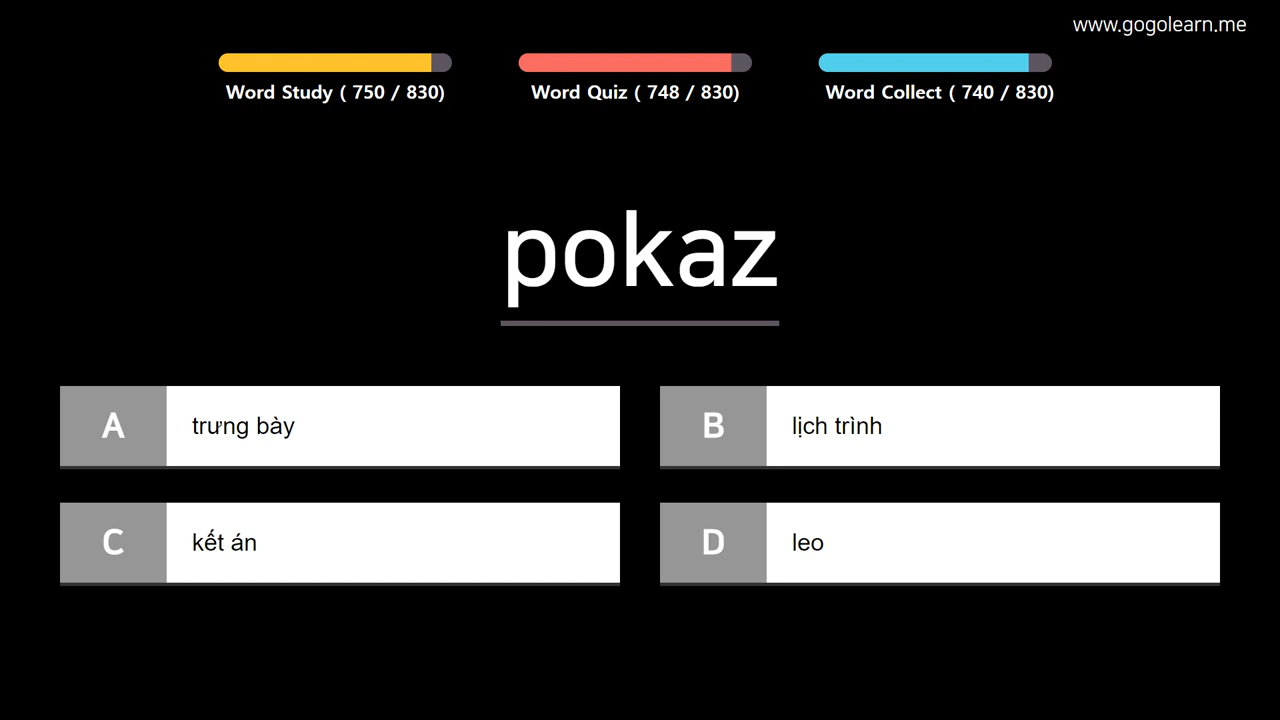 www.gogolearn.me
Word Study ( 750 / 830)
Word Quiz ( 748 / 830)
Word Collect ( 740 / 830)
pokaz
A trưng bày
B lịch trình
C kết án
D leo